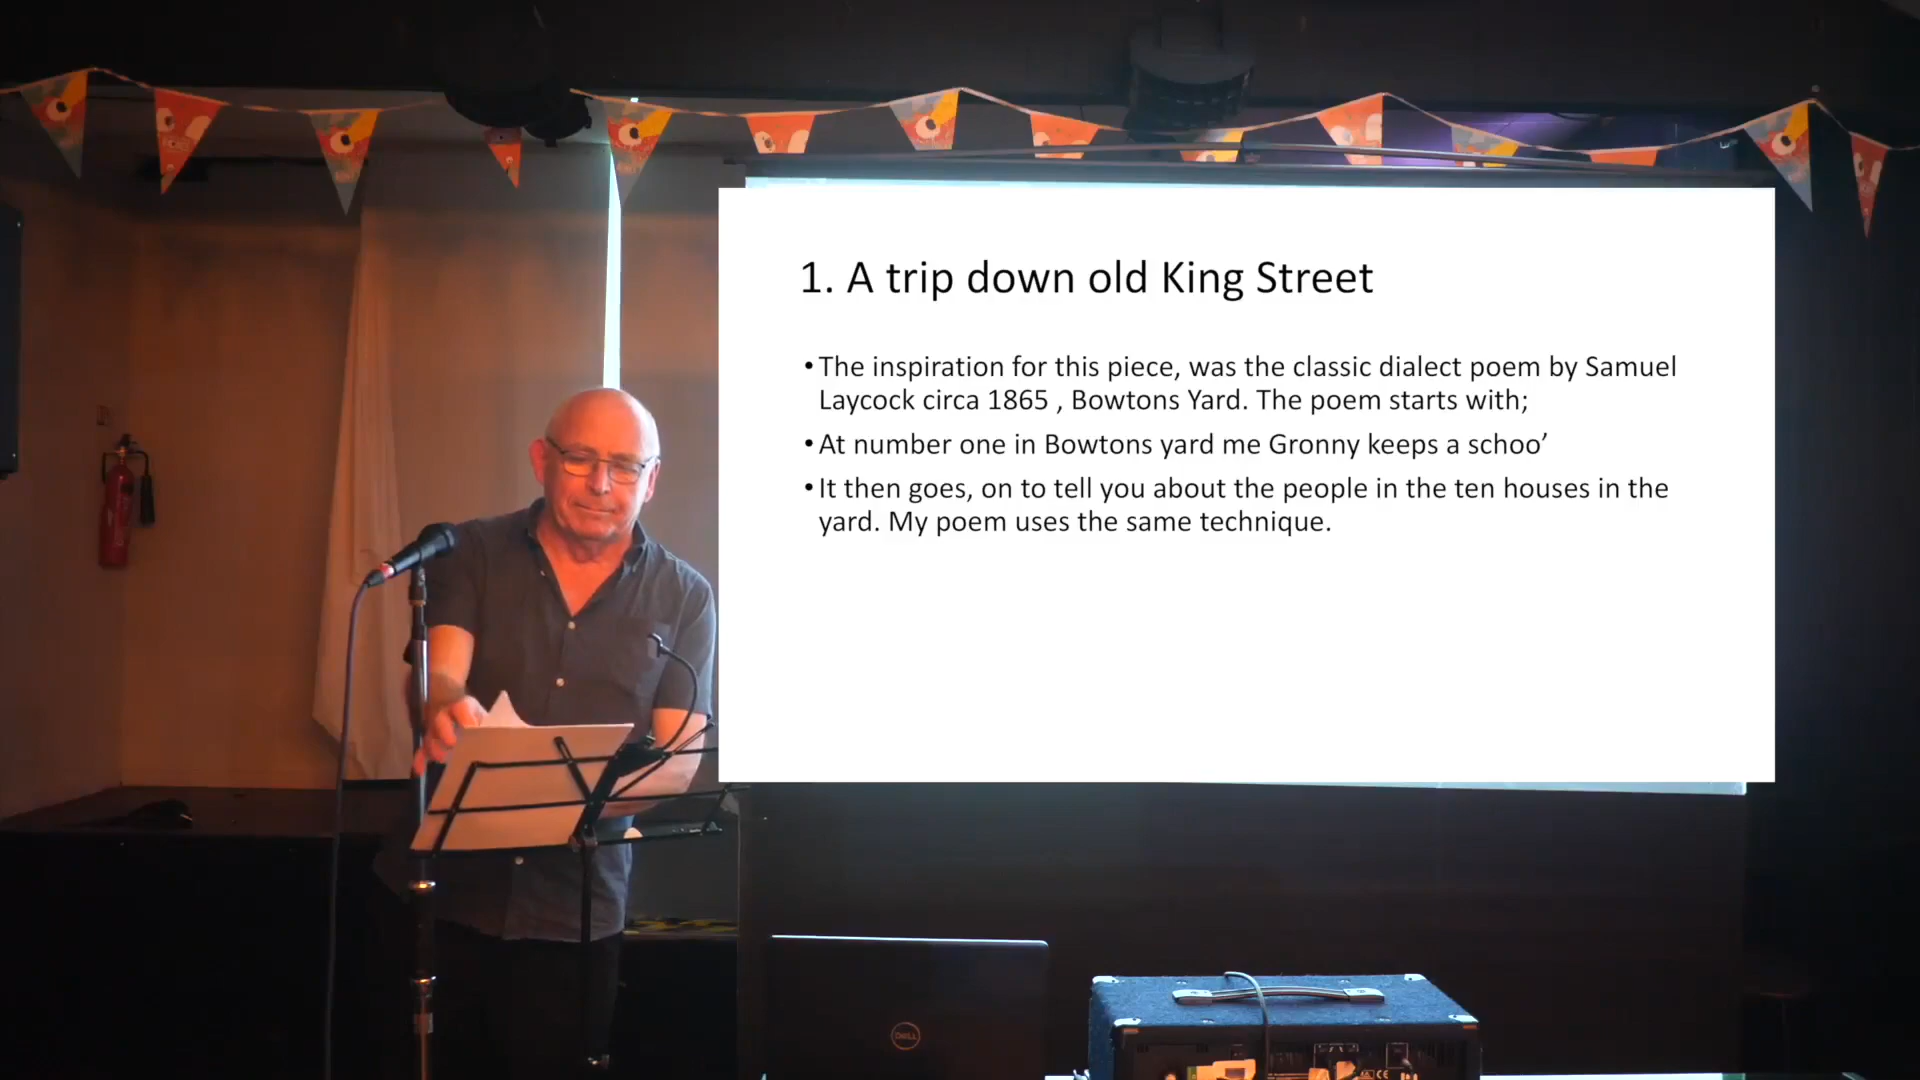 1. A trip down old King Street
•The inspiration for this piece, was the classic dialect poem by Samuel
Laycock circa 1865 , Bowtons Yard. The poem starts with;
•At number one in Bowtons yard me Gronny keeps a schoo’
•It then goes, on to tell you about the people in the ten houses in the
yard. My poem uses the same technique.
DELL
CE